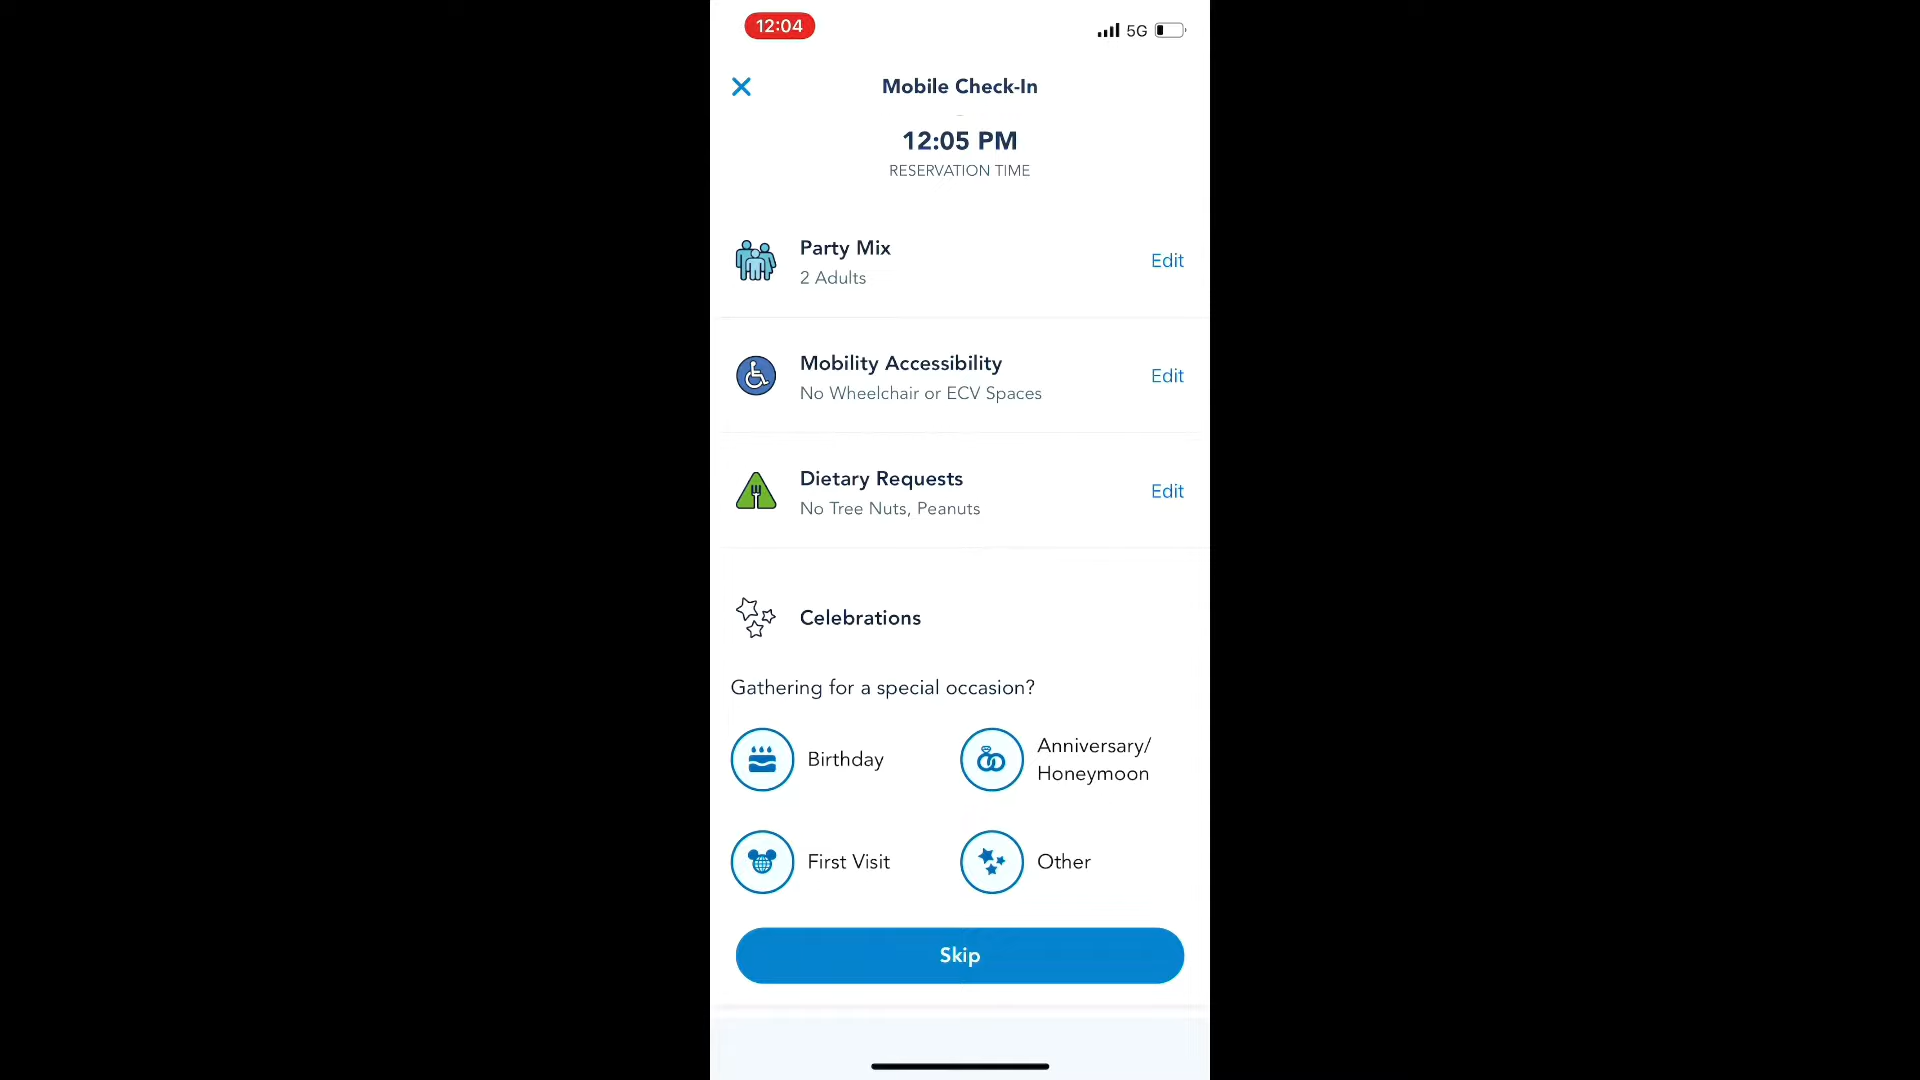 12:04
5G
Mobile Check-In
12:05 PM
RESERVATION TIME
Party Mix
2 Adults
Edit
Mobility Accessibility
No Wheelchair or ECV Spaces
Edit
Dietary Requests
No Tree Nuts, Peanuts
Edit
Celebrations
Gathering for a special occasion?
Birthday
Anniversary/
Honeymoon
First Visit
Other
Skip